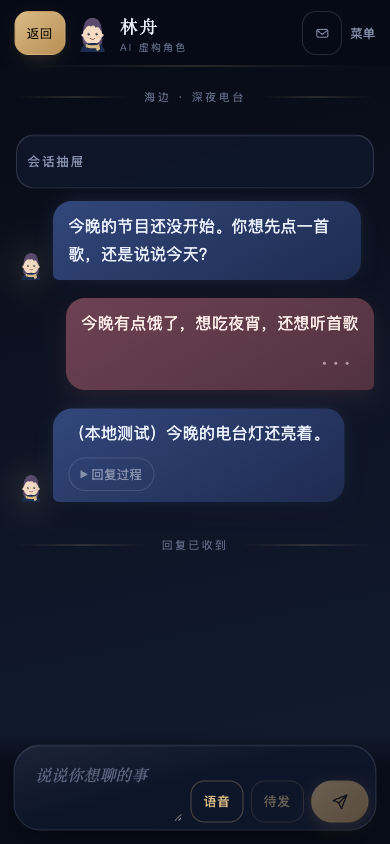 返回
林舟
AI 虚构角色
菜单
海边 · 深夜电台
会话抽屉
今晚的节目还没开始。你想先点一首
歌，还是说说今天？
今晚有点饿了，想吃夜宵，还想听首歌
...
（本地测试）今晚的电台灯还亮着。
▶ 回复过程
回复已收到
说说你想聊的事
语音
待发